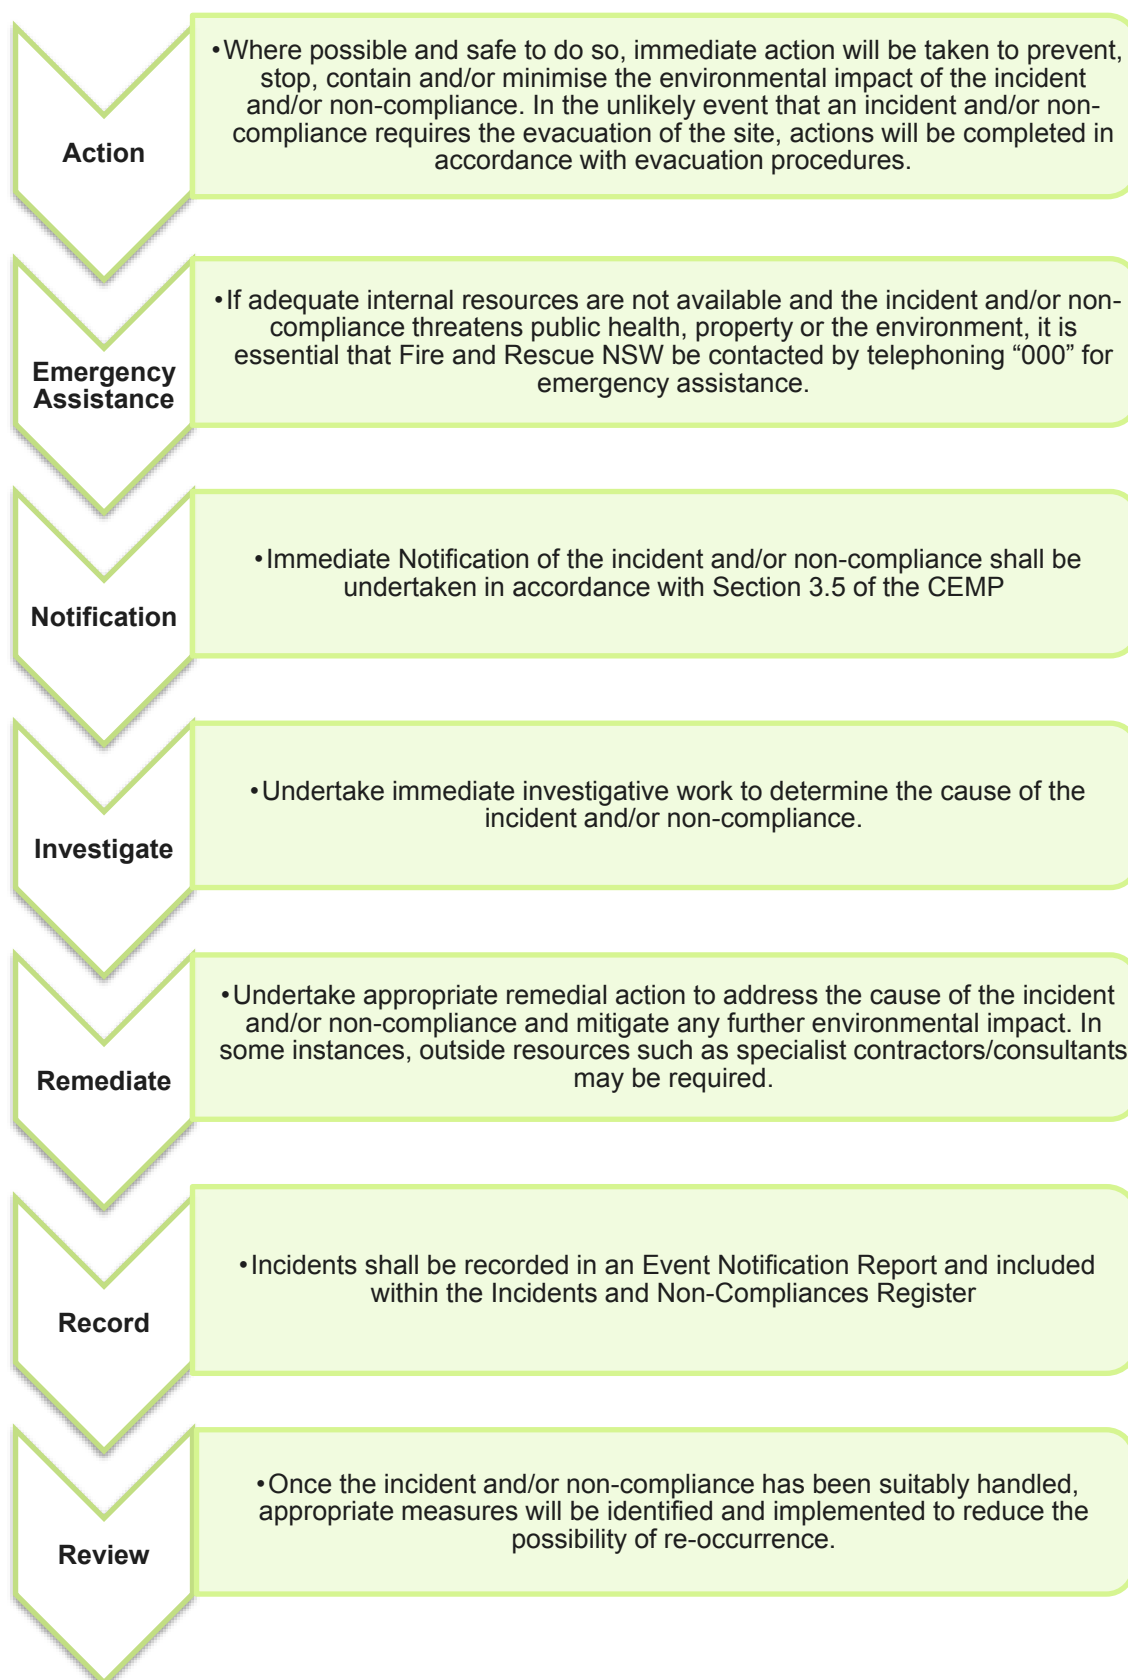 Action
•Where possible and safe to do so, immediate action will be taken to prevent,
stop, contain and/or minimise the environmental impact of the incident
and/or non-compliance. In the unlikely event that an incident and/or non-
compliance requires the evacuation of the site, actions will be completed in
accordance with evacuation procedures.
Emergency
Assistance
•If adequate internal resources are not available and the incident and/or non-
compliance threatens public health, property or the environment, it is
essential that Fire and Rescue NSW be contacted by telephoning “000” for
emergency assistance.
Notification
•Immediate Notification of the incident and/or non-compliance shall be
undertaken in accordance with Section 3.5 of the CEMP
Investigate
•Undertake immediate investigative work to determine the cause of the
incident and/or non-compliance.
Remediate
•Undertake appropriate remedial action to address the cause of the incident
and/or non-compliance and mitigate any further environmental impact. In
some instances, outside resources such as specialist contractors/consultants
may be required.
Record
•Incidents shall be recorded in an Event Notification Report and included
within the Incidents and Non-Compliances Register
Review
•Once the incident and/or non-compliance has been suitably handled,
appropriate measures will be identified and implemented to reduce the
possibility of re-occurrence.